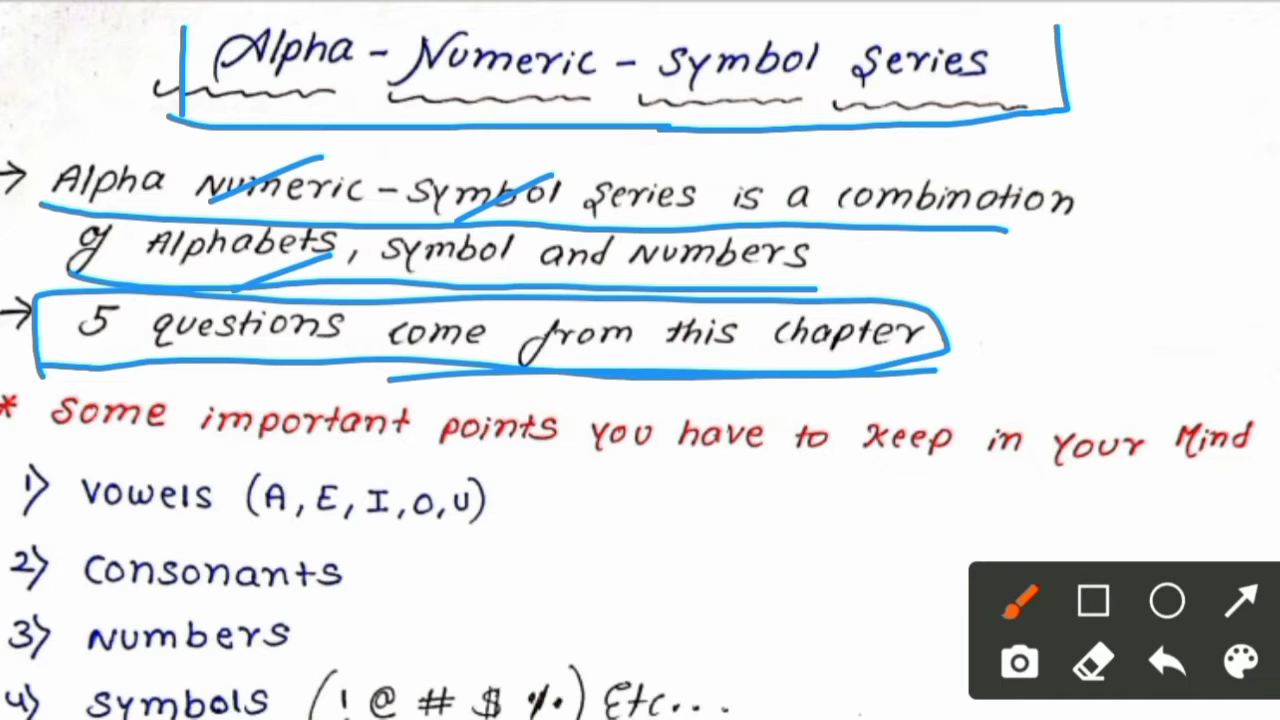 Alpha - Numeric - Symbol Series
→ Alpha Numeric - Symbol Series is a combination
of Alphabets, Symbol and Numbers
→ 5 questions come from this chapter
* Some important points you have to keep in your Mind
1) Vowels (A, E, I, O, U)
2) Consonants
3) Numbers
4) Symbols (! @ # $ %) Etc...